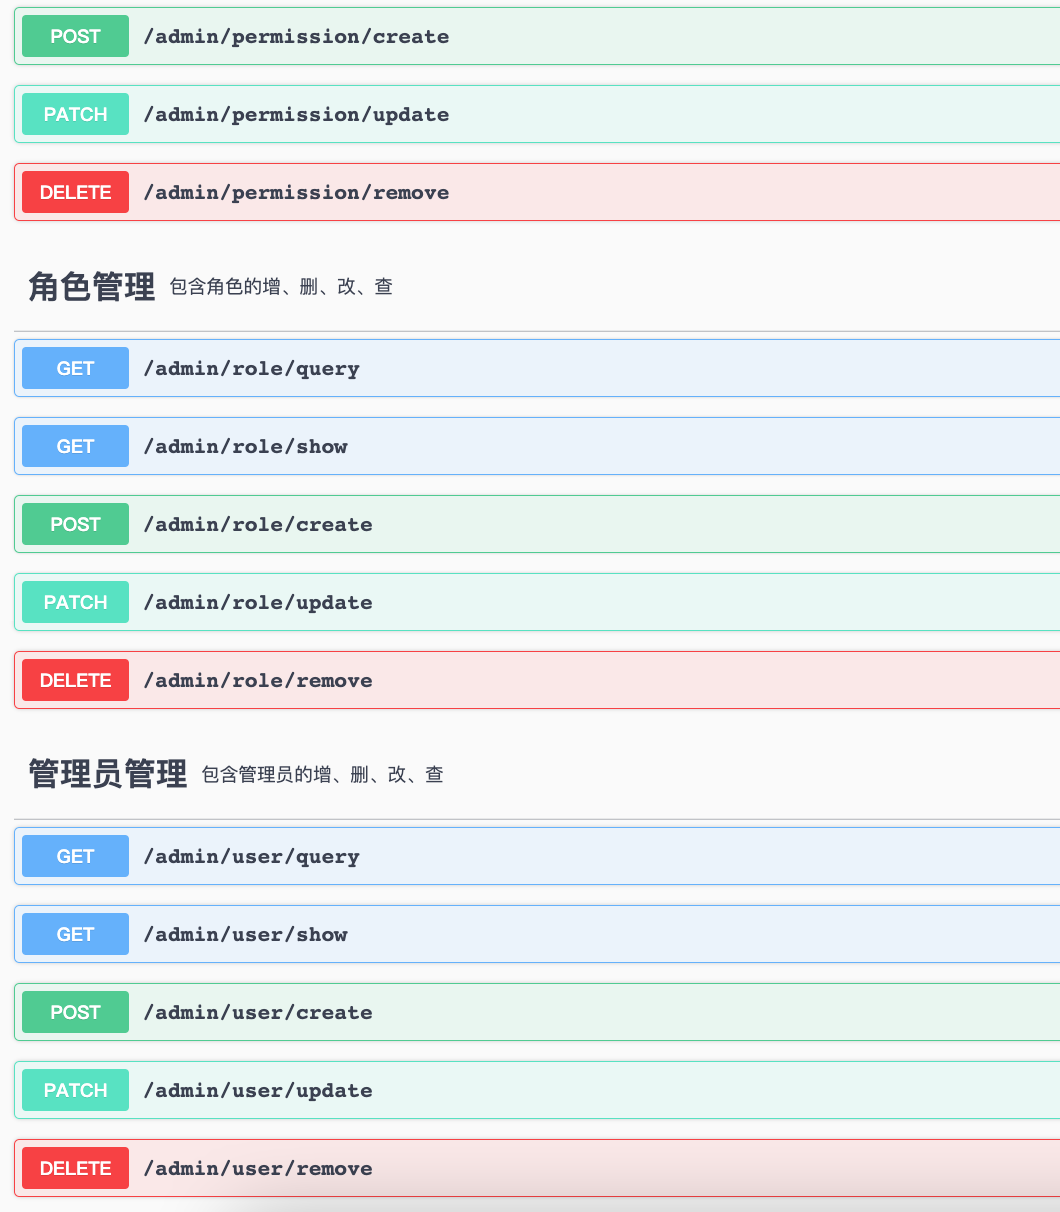 POST /admin/permission/create
PATCH /admin/permission/update
DELETE /admin/permission/remove
角色管理 包含角色的增、删、改、查
GET /admin/role/query
GET /admin/role/show
POST /admin/role/create
PATCH /admin/role/update
DELETE /admin/role/remove
管理员管理 包含管理员的增、删、改、查
GET /admin/user/query
GET /admin/user/show
POST /admin/user/create
PATCH /admin/user/update
DELETE /admin/user/remove